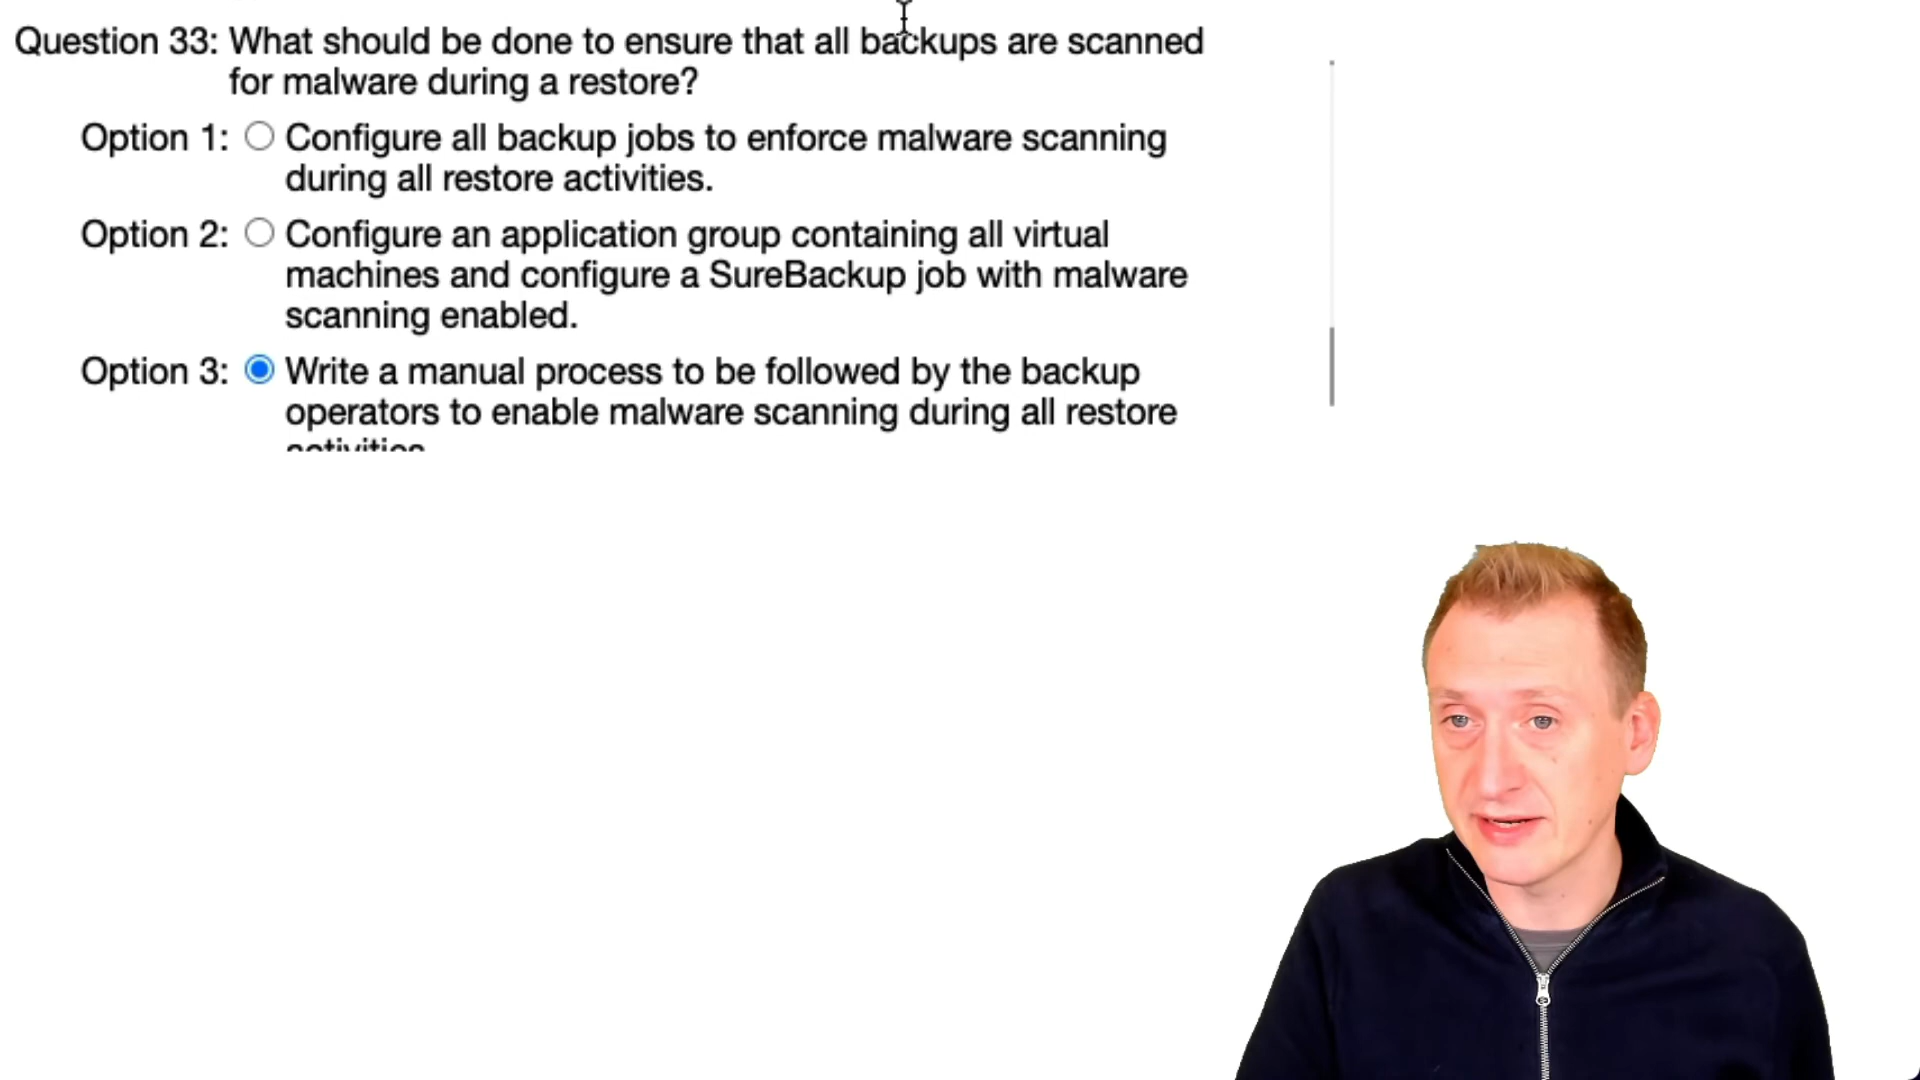 Question 33: What should be done to ensure that all backups are scanned
for malware during a restore?
Option 1: Configure all backup jobs to enforce malware scanning
during all restore activities.
Option 2: Configure an application group containing all virtual
machines and configure a SureBackup job with malware
scanning enabled.
Option 3: Write a manual process to be followed by the backup
operators to enable malware scanning during all restore
activities